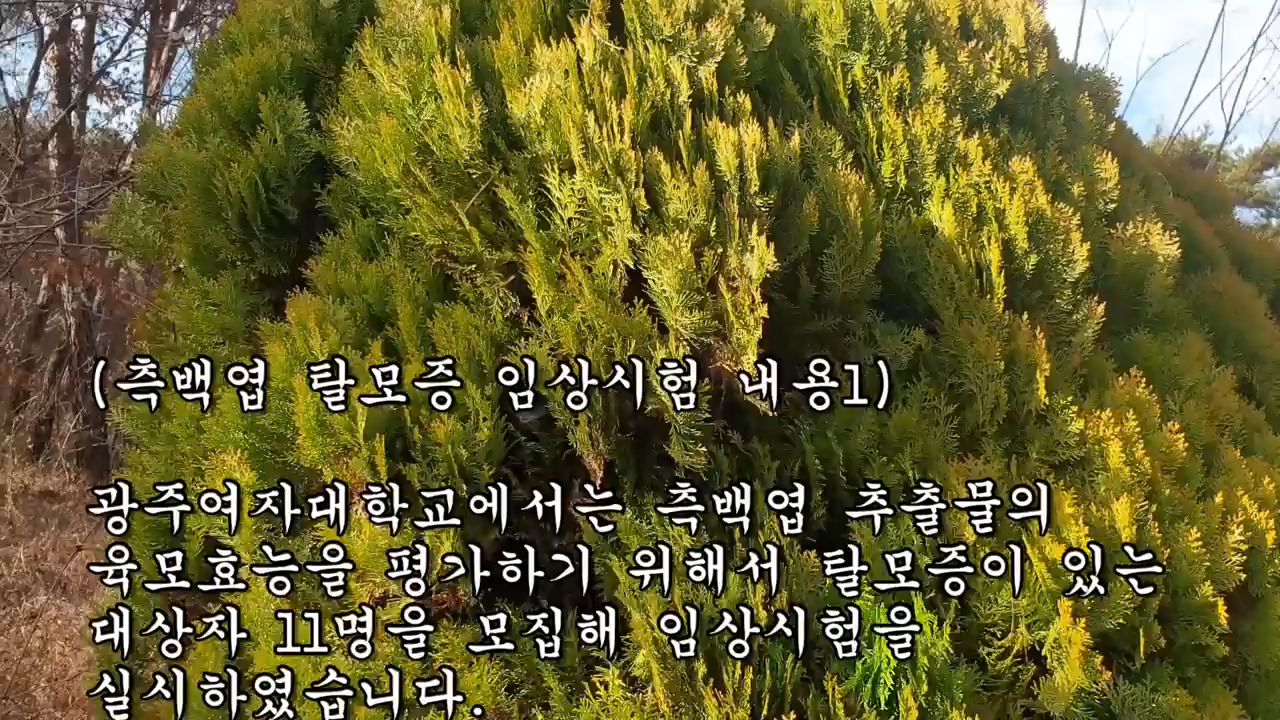 (측백엽 탈모증 임상시험 내용1)
광주여자대학교에서는 측백엽 추출물의
육모효능을 평가하기 위해서 탈모증이 있는
대상자 11명을 모집해 임상시험을
실시하였습니다.